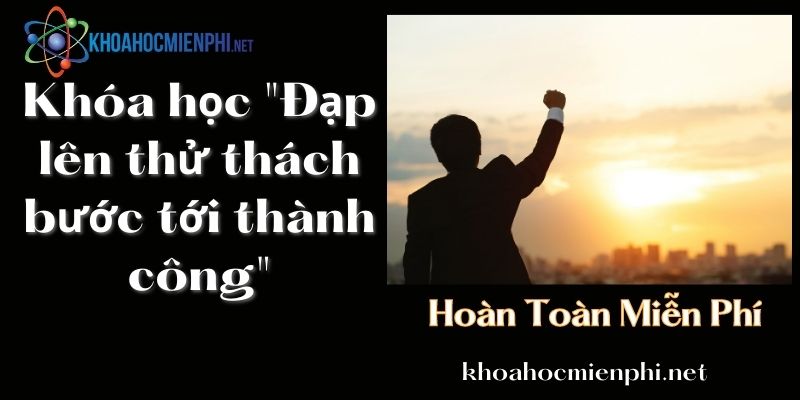 KHOAHOCMIENPHI.NET
Khóa học "Đạp
lên thử thách
bước tới thành
công"
Hoàn Toàn Miễn Phí
khoahocmienphi.net